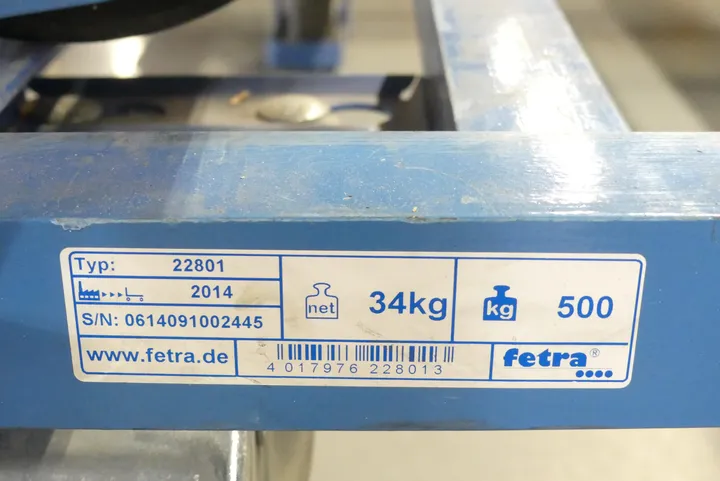 Typ: 22801
2014
S/N: 0614091002445
net 34kg
kg 500
www.fetra.de
4 017976 228013
fetra®